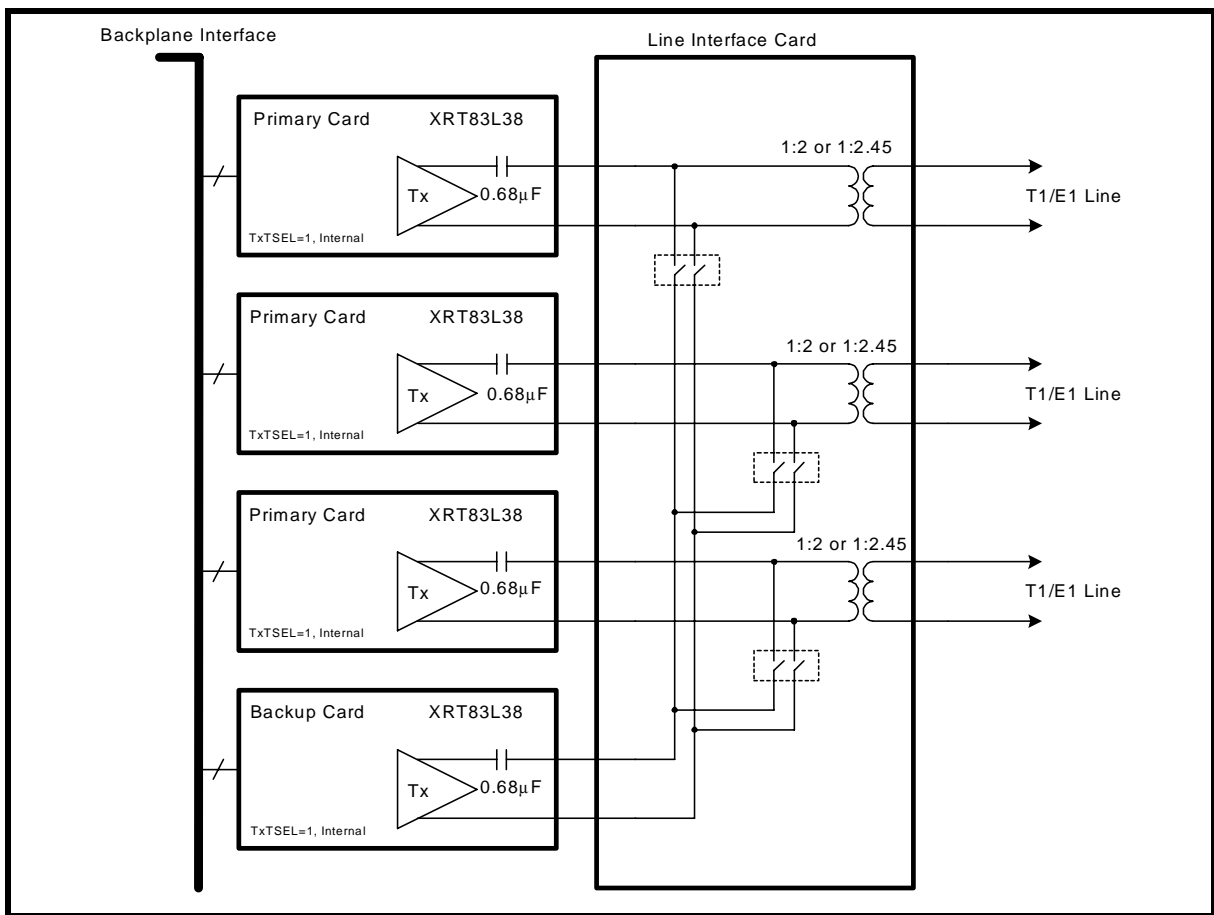 Backplane Interface
Line Interface Card
Primary Card XRT83L38
1:2 or 1:2.45
Tx
0.68µF
T1/E1 Line
TxTSEL=1, Internal
Primary Card XRT83L38
1:2 or 1:2.45
Tx
0.68µF
T1/E1 Line
TxTSEL=1, Internal
Primary Card XRT83L38
1:2 or 1:2.45
Tx
0.68µF
T1/E1 Line
TxTSEL=1, Internal
Backup Card XRT83L38
Tx
0.68µF
TxTSEL=1, Internal